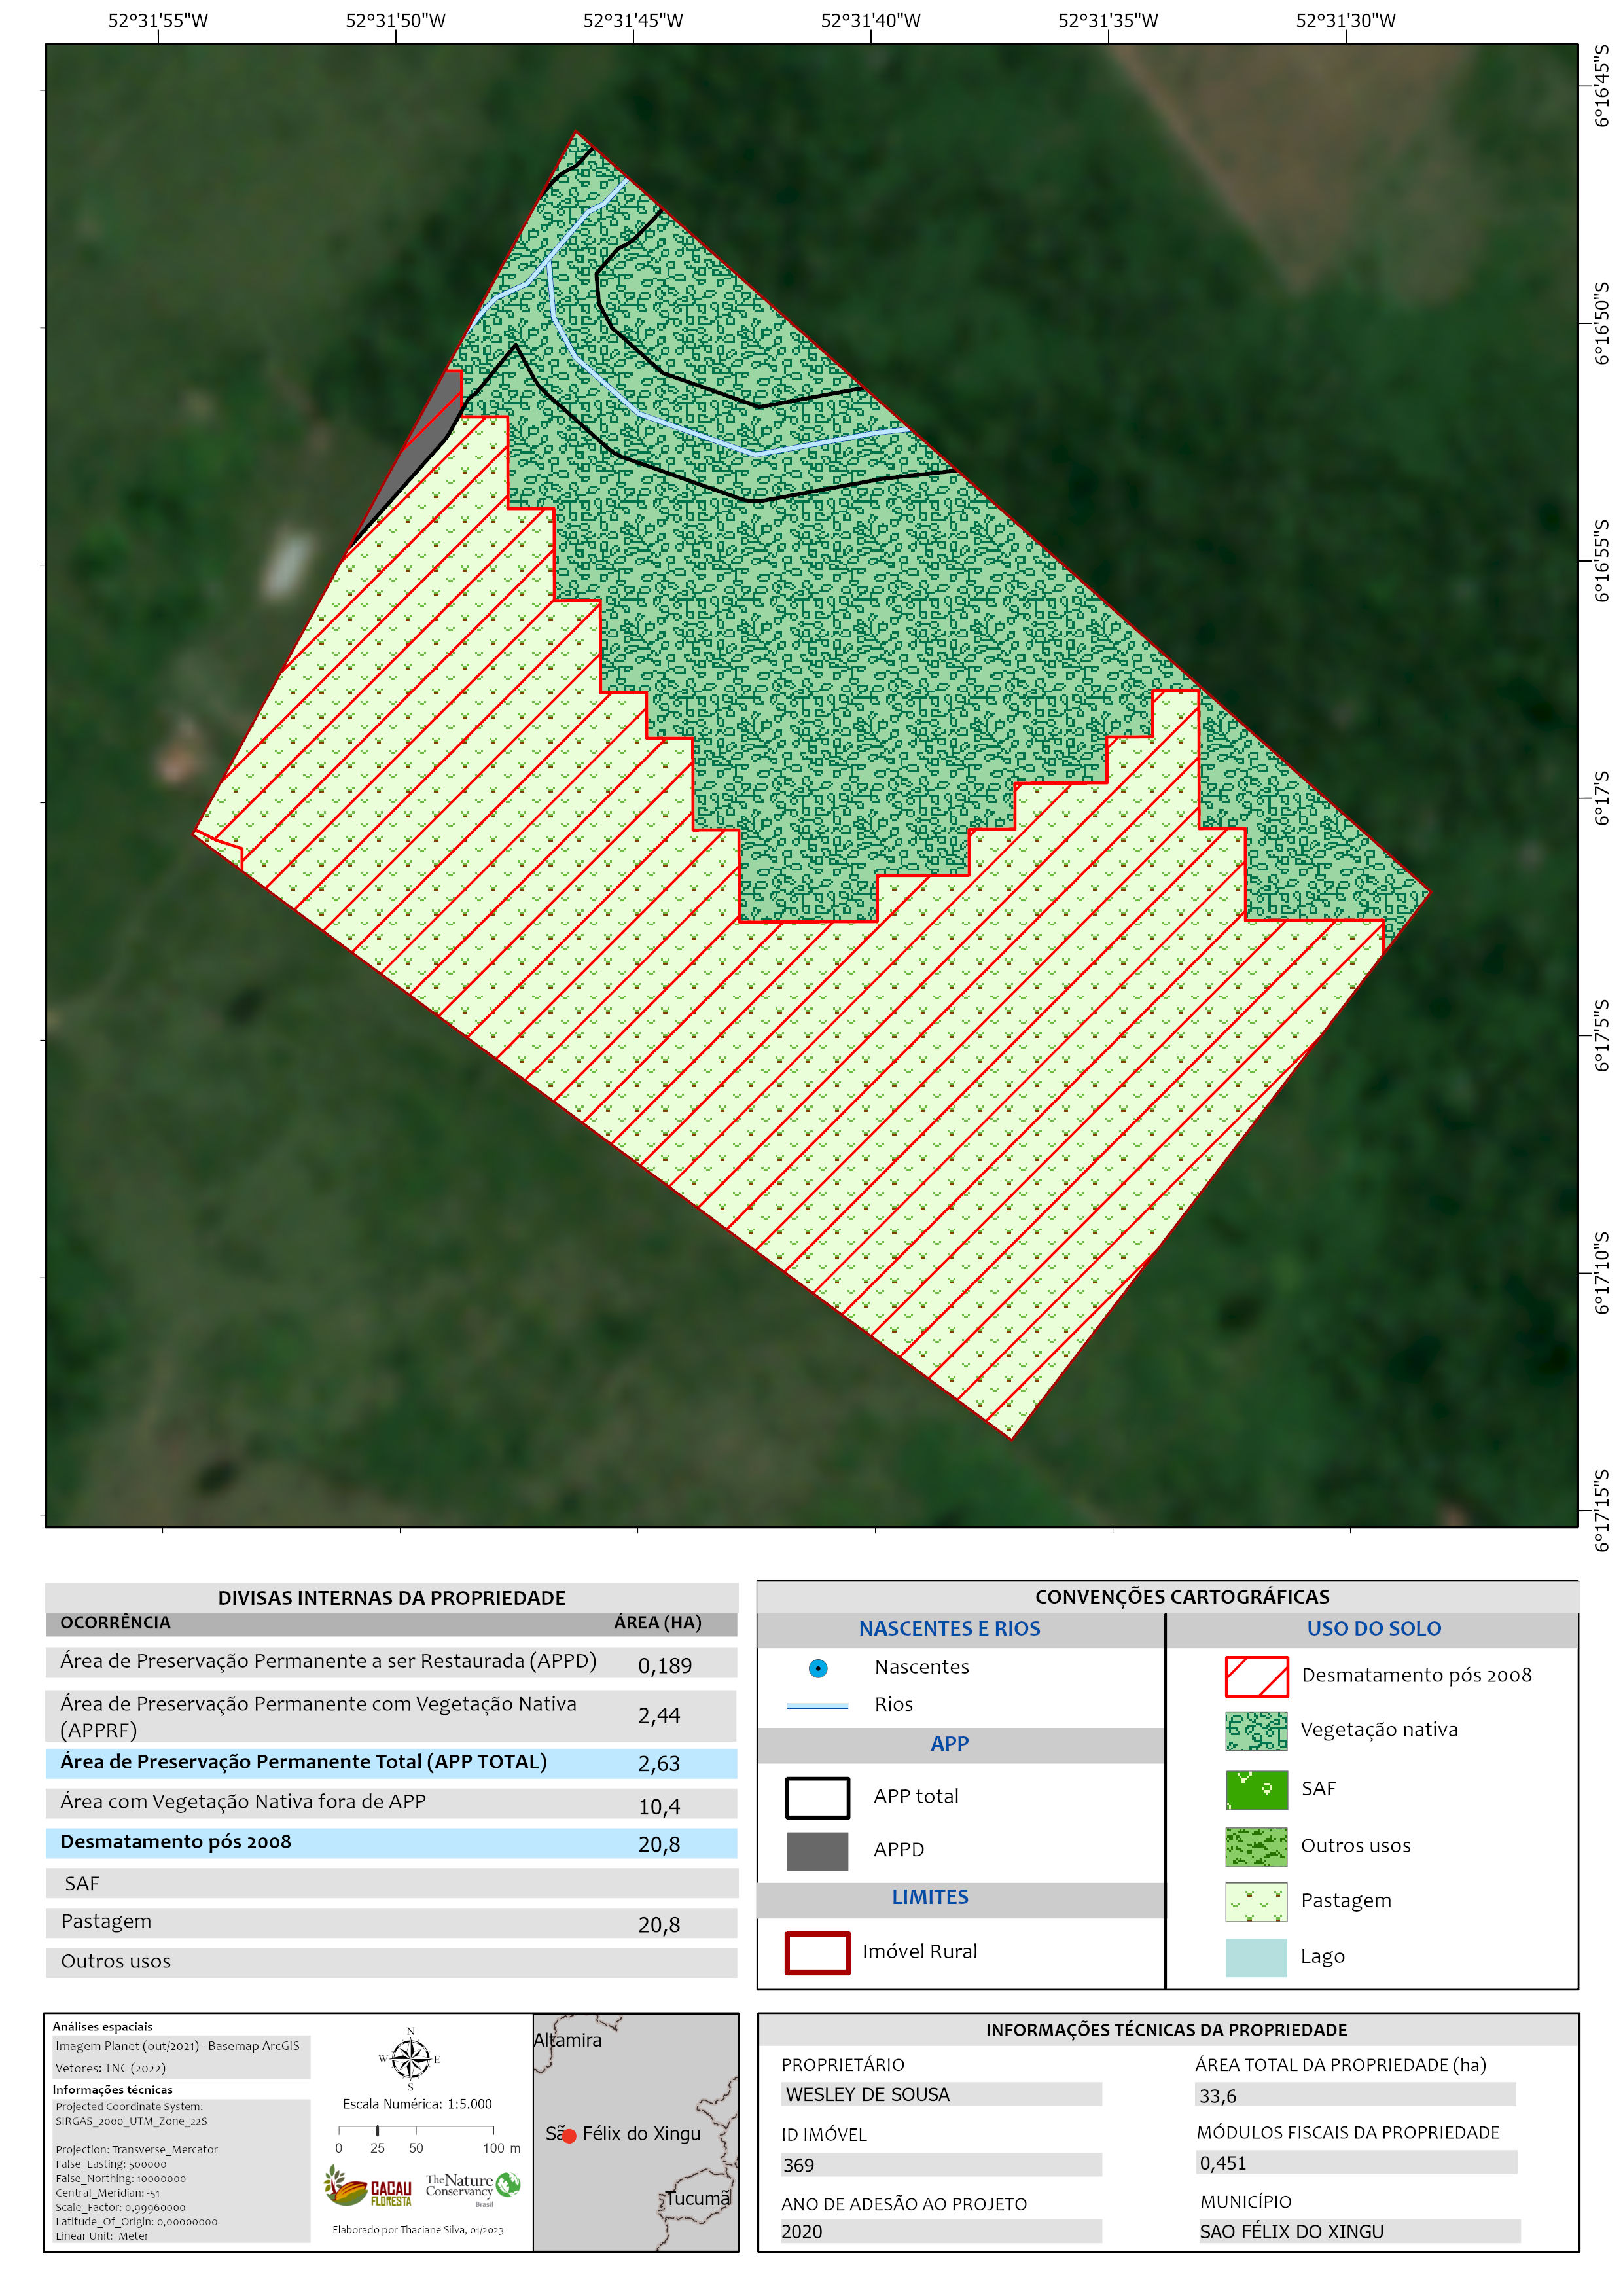 52°31'55"W 52°31'50"W 52°31'45"W 52°31'40"W 52°31'35"W 52°31'30"W
6°16'45"S
6°16'50"S
6°16'55"S
6°17'S
6°17'5"S
6°17'10"S
6°17'15"S
DIVISAS INTERNAS DA PROPRIEDADE
OCORRÊNCIA ÁREA (HA)
Área de Preservação Permanente a ser Restaurada (APPD) 0,189
Área de Preservação Permanente com Vegetação Nativa
(APPRF) 2,44
Área de Preservação Permanente Total (APP TOTAL) 2,63
Área com Vegetação Nativa fora de APP 10,4
Desmatamento pós 2008 20,8
SAF
Pastagem 20,8
Outros usos
CONVENÇÕES CARTOGRÁFICAS
NASCENTES E RIOS
Nascentes
Rios
APP
APP total
APPD
LIMITES
Imóvel Rural
USO DO SOLO
Desmatamento pós 2008
Vegetação nativa
SAF
Outros usos
Pastagem
Lago
Análises espaciais
Imagem Planet (out/2021) - Basemap ArcGIS
Vetores: TNC (2022)
Informações técnicas
Projected Coordinate System:
SIRGAS_2000_UTM_Zone_22S
Projection: Transverse_Mercator
False_Easting: 500000
False_Northing: 10000000
Central_Meridian: -51
Scale_Factor: 0,99960000
Latitude_Of_Origin: 0,00000000
Linear Unit: Meter
N
W E
S
Escala Numérica: 1:5.000
0 25 50 100 m
CACAU
FLORESTA
The Nature
Conservancy
Brasil
Elaborado por Thaciane Silva, 01/2023
Altamira
São Félix do Xingu
Tucumã
INFORMAÇÕES TÉCNICAS DA PROPRIEDADE
PROPRIETÁRIO
WESLEY DE SOUSA
ID IMÓVEL
369
ANO DE ADESÃO AO PROJETO
2020
ÁREA TOTAL DA PROPRIEDADE (ha)
33,6
MÓDULOS FISCAIS DA PROPRIEDADE
0,451
MUNICÍPIO
SAO FÉLIX DO XINGU